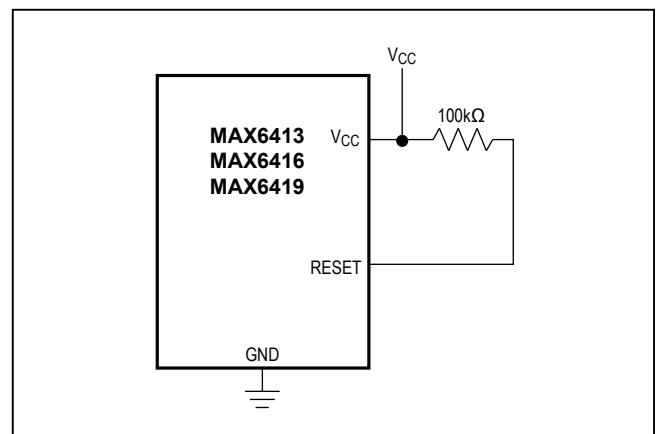 VCC
100kΩ
MAX6413
MAX6416
MAX6419
VCC
RESET
GND